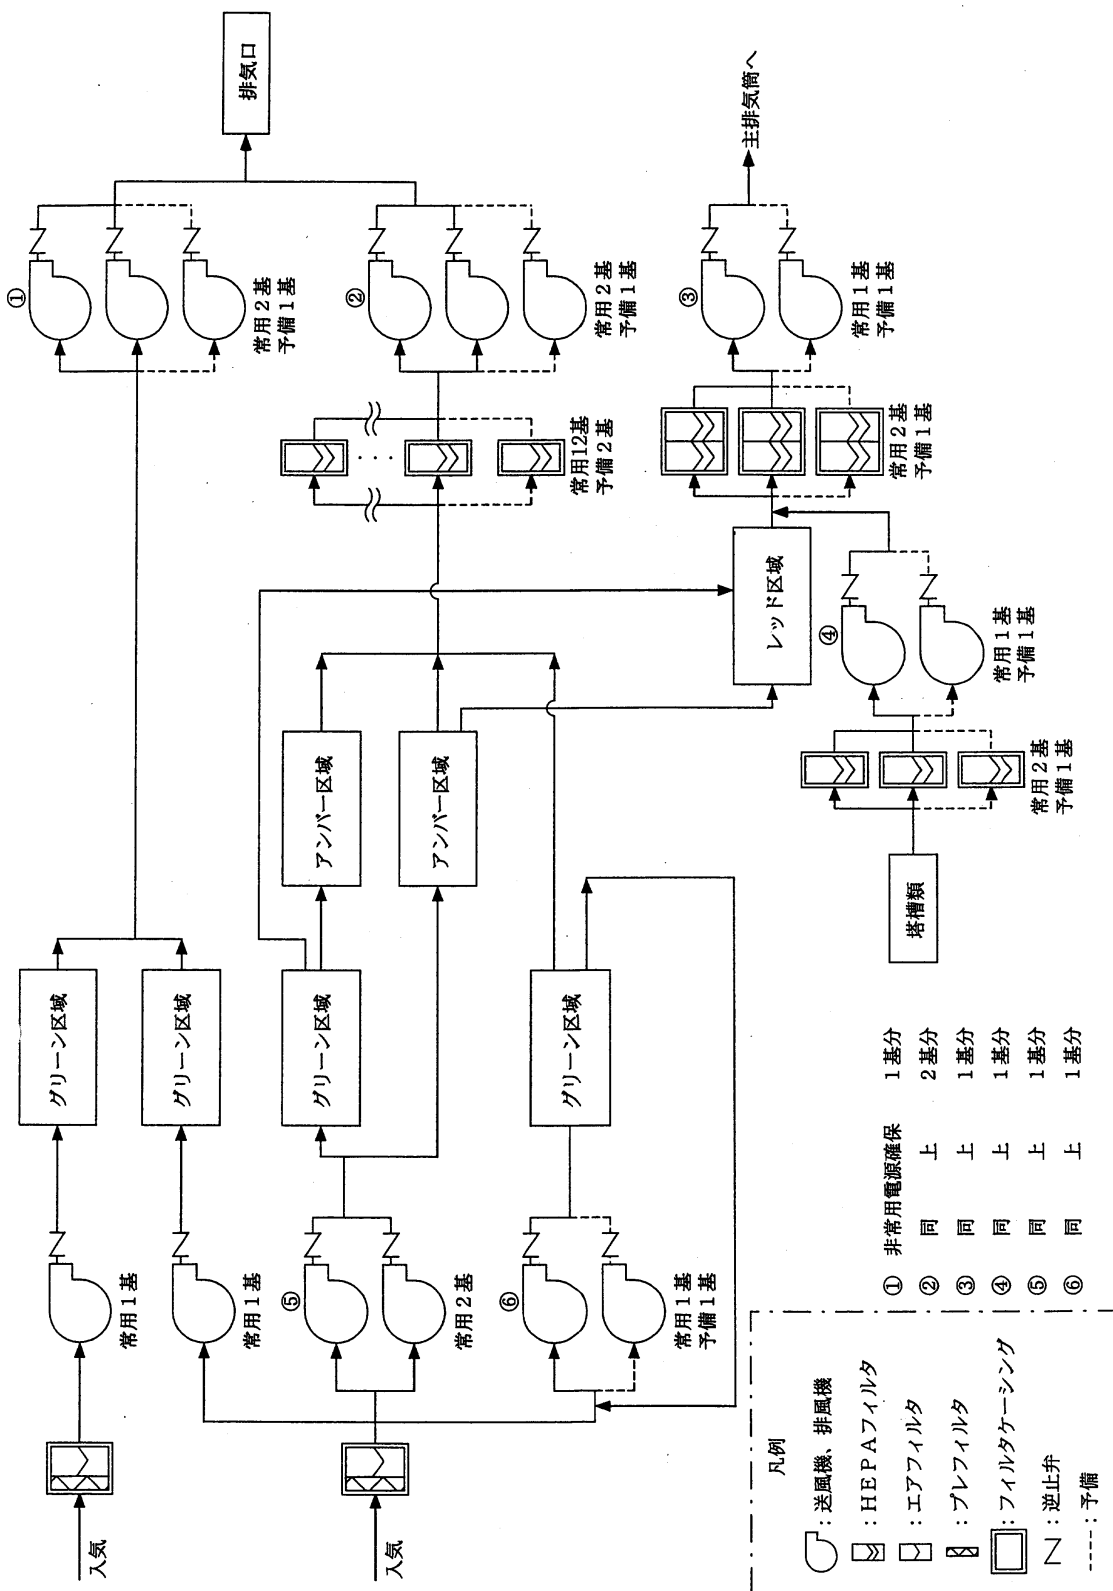 入気
入気
常用1基
常用1基
⑤
常用2基
⑥
常用1基
予備1基
グリーン区域
グリーン区域
グリーン区域
グリーン区域
アンバー区域
アンバー区域
塔槽類
常用2基
予備1基
④
常用1基
予備1基
レッド区域
常用12基
予備2基
常用2基
予備1基
①
常用2基
予備1基
②
常用2基
予備1基
③
常用1基
予備1基
排気口
主排気筒へ
凡例
:送風機、排風機
:HEPAフィルタ
:エアフィルタ
:プレフィルタ
:フィルタケーシング
:逆止弁
:予備
① 非常用電源確保 1基分
② 同 上 2基分
③ 同 上 1基分
④ 同 上 1基分
⑤ 同 上 1基分
⑥ 同 上 1基分